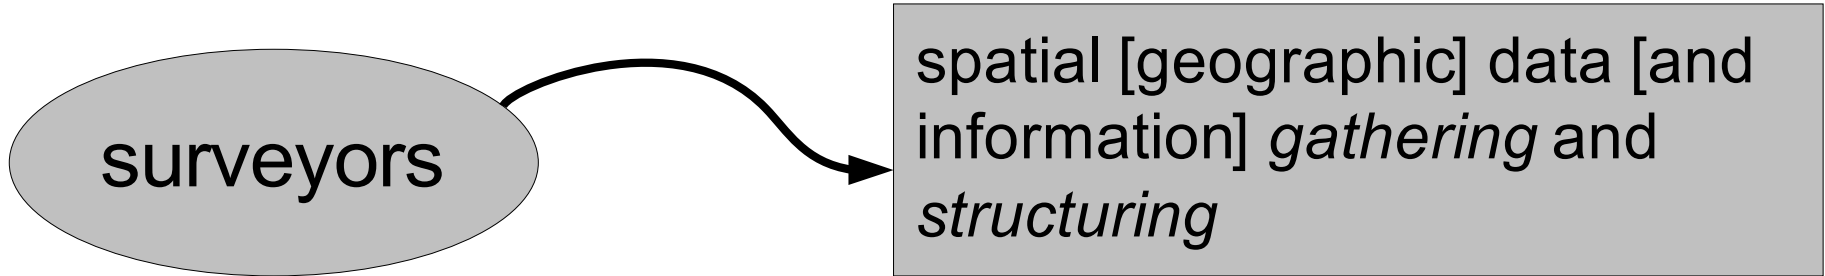 surveyors
spatial [geographic] data [and
information] gathering and
structuring